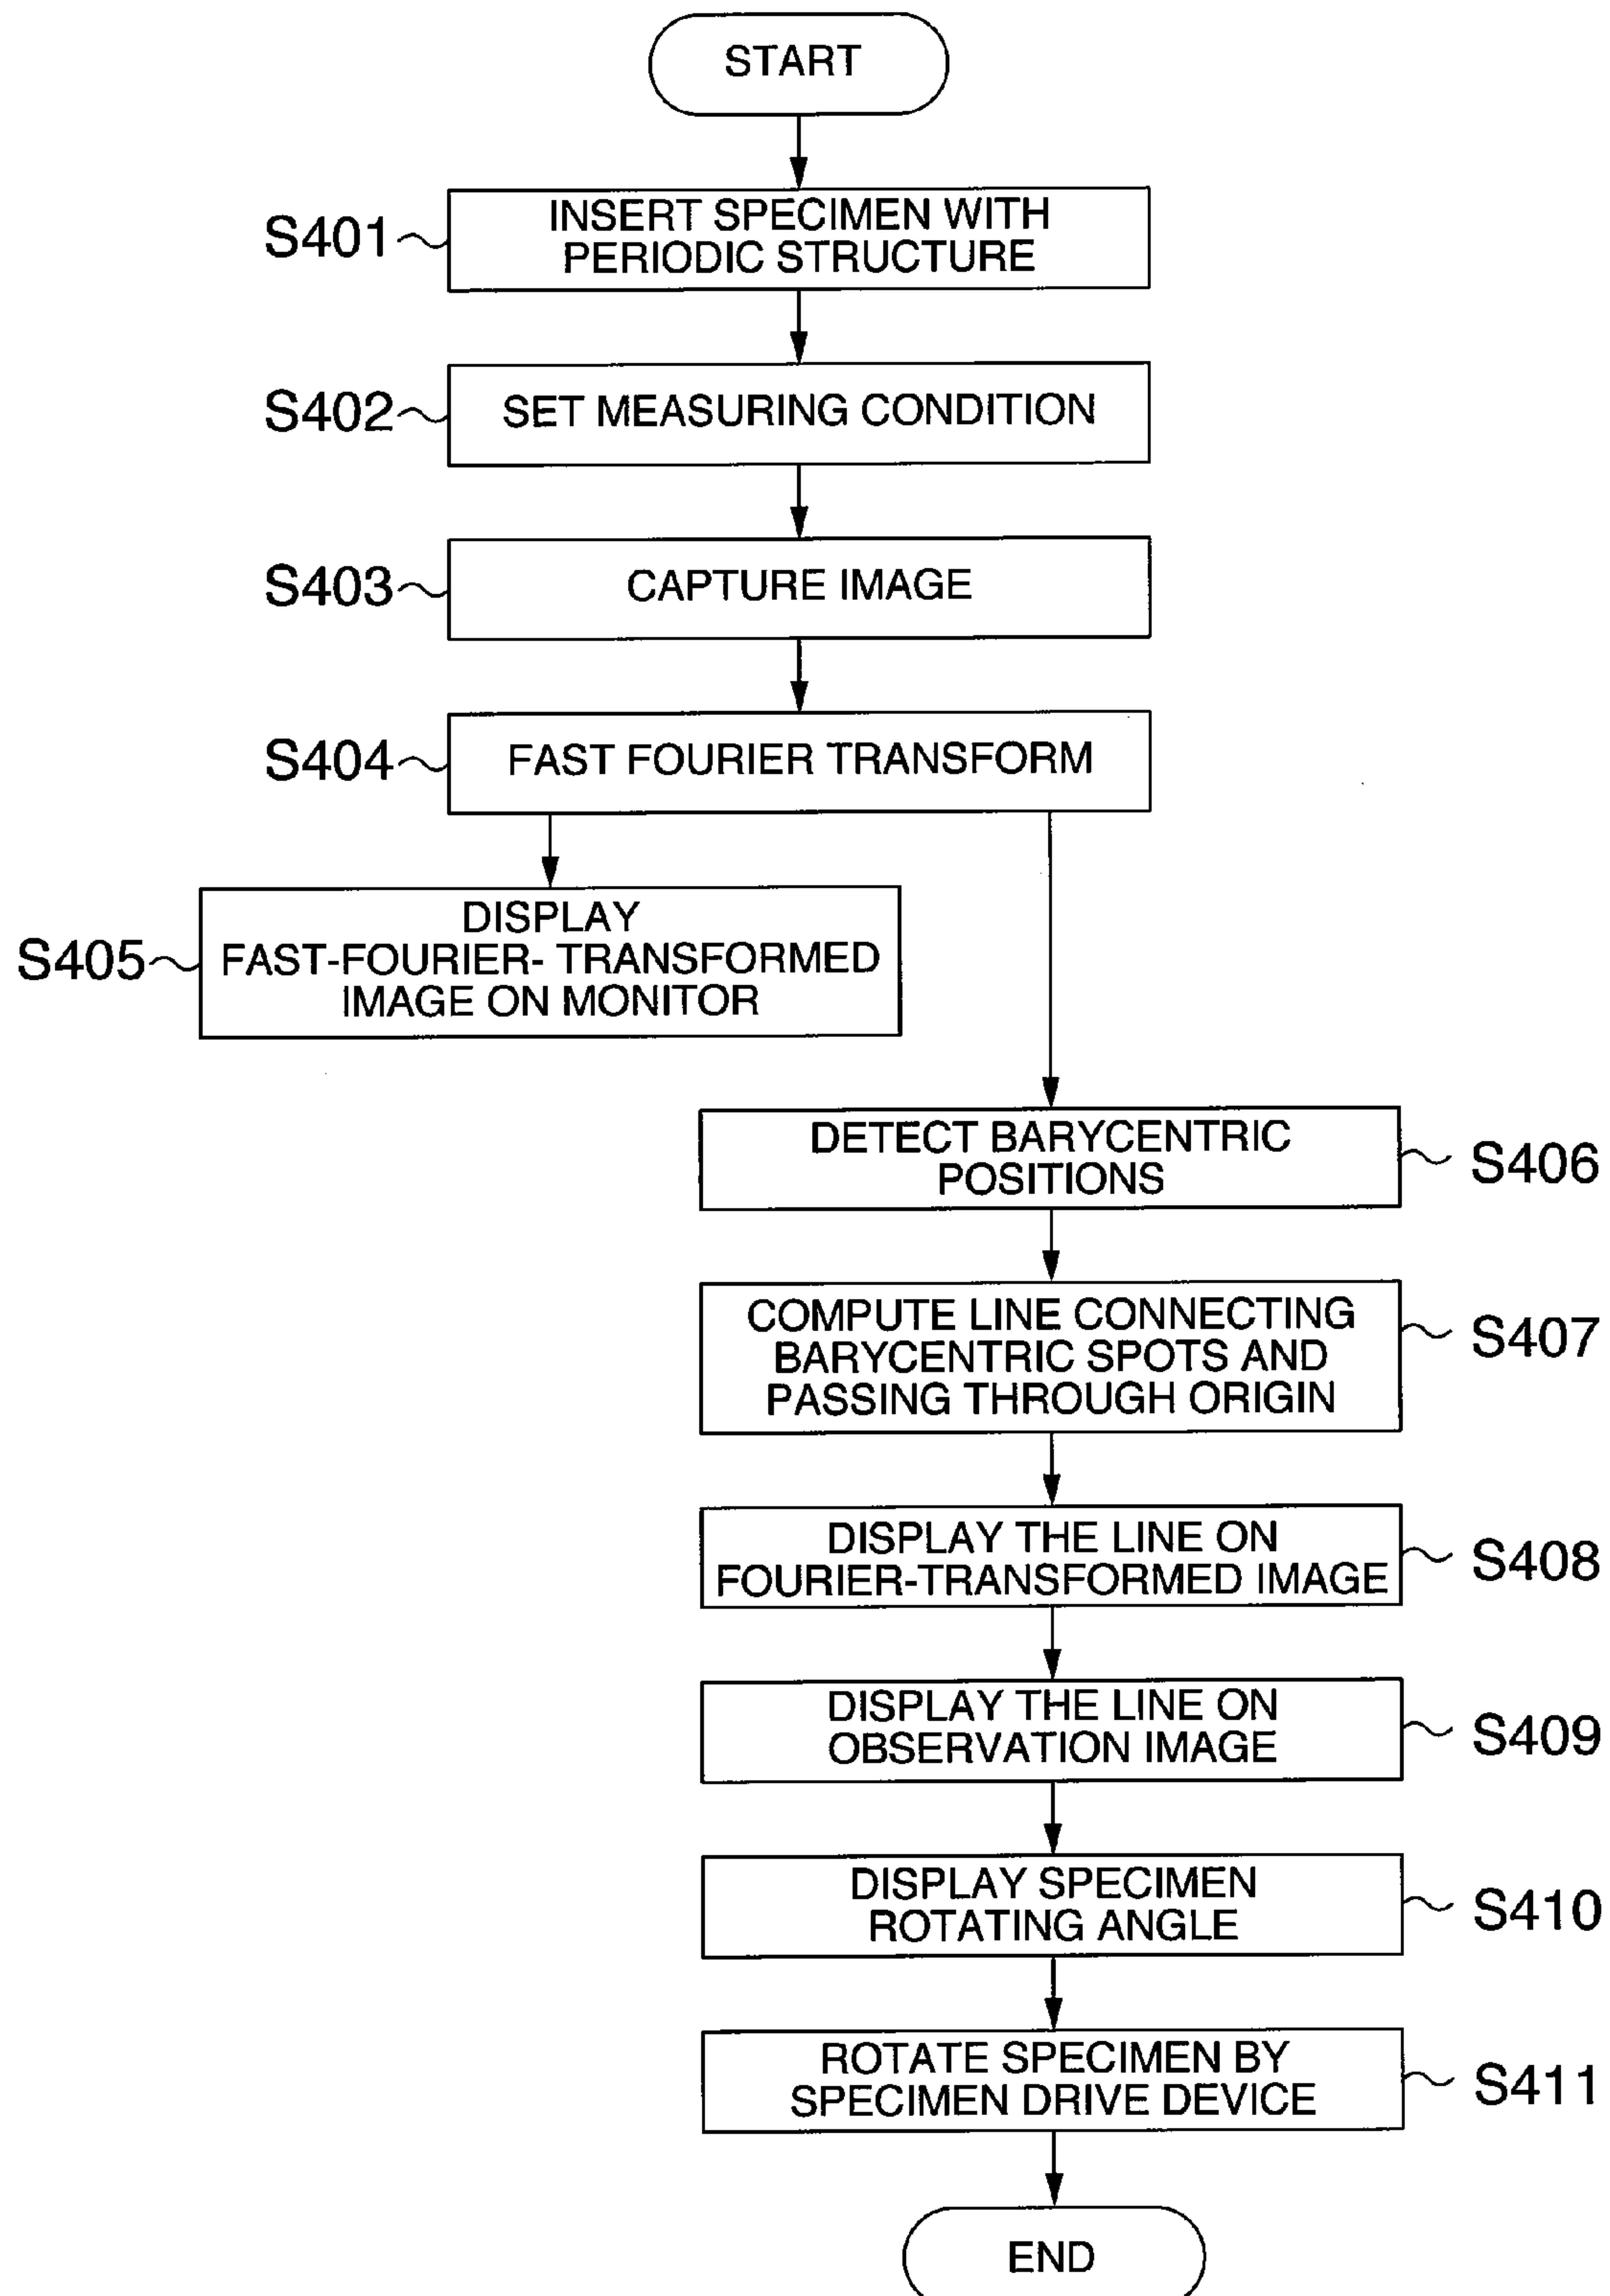 START
S401
INSERT SPECIMEN WITH
PERIODIC STRUCTURE
S402
SET MEASURING CONDITION
S403
CAPTURE IMAGE
S404
FAST FOURIER TRANSFORM
S405
DISPLAY
FAST-FOURIER- TRANSFORMED
IMAGE ON MONITOR
DETECT BARYCENTRIC
POSITIONS
S406
COMPUTE LINE CONNECTING
BARYCENTRIC SPOTS AND
PASSING THROUGH ORIGIN
S407
DISPLAY THE LINE ON
FOURIER-TRANSFORMED IMAGE
S408
DISPLAY THE LINE ON
OBSERVATION IMAGE
S409
DISPLAY SPECIMEN
ROTATING ANGLE
S410
ROTATE SPECIMEN BY
SPECIMEN DRIVE DEVICE
S411
END